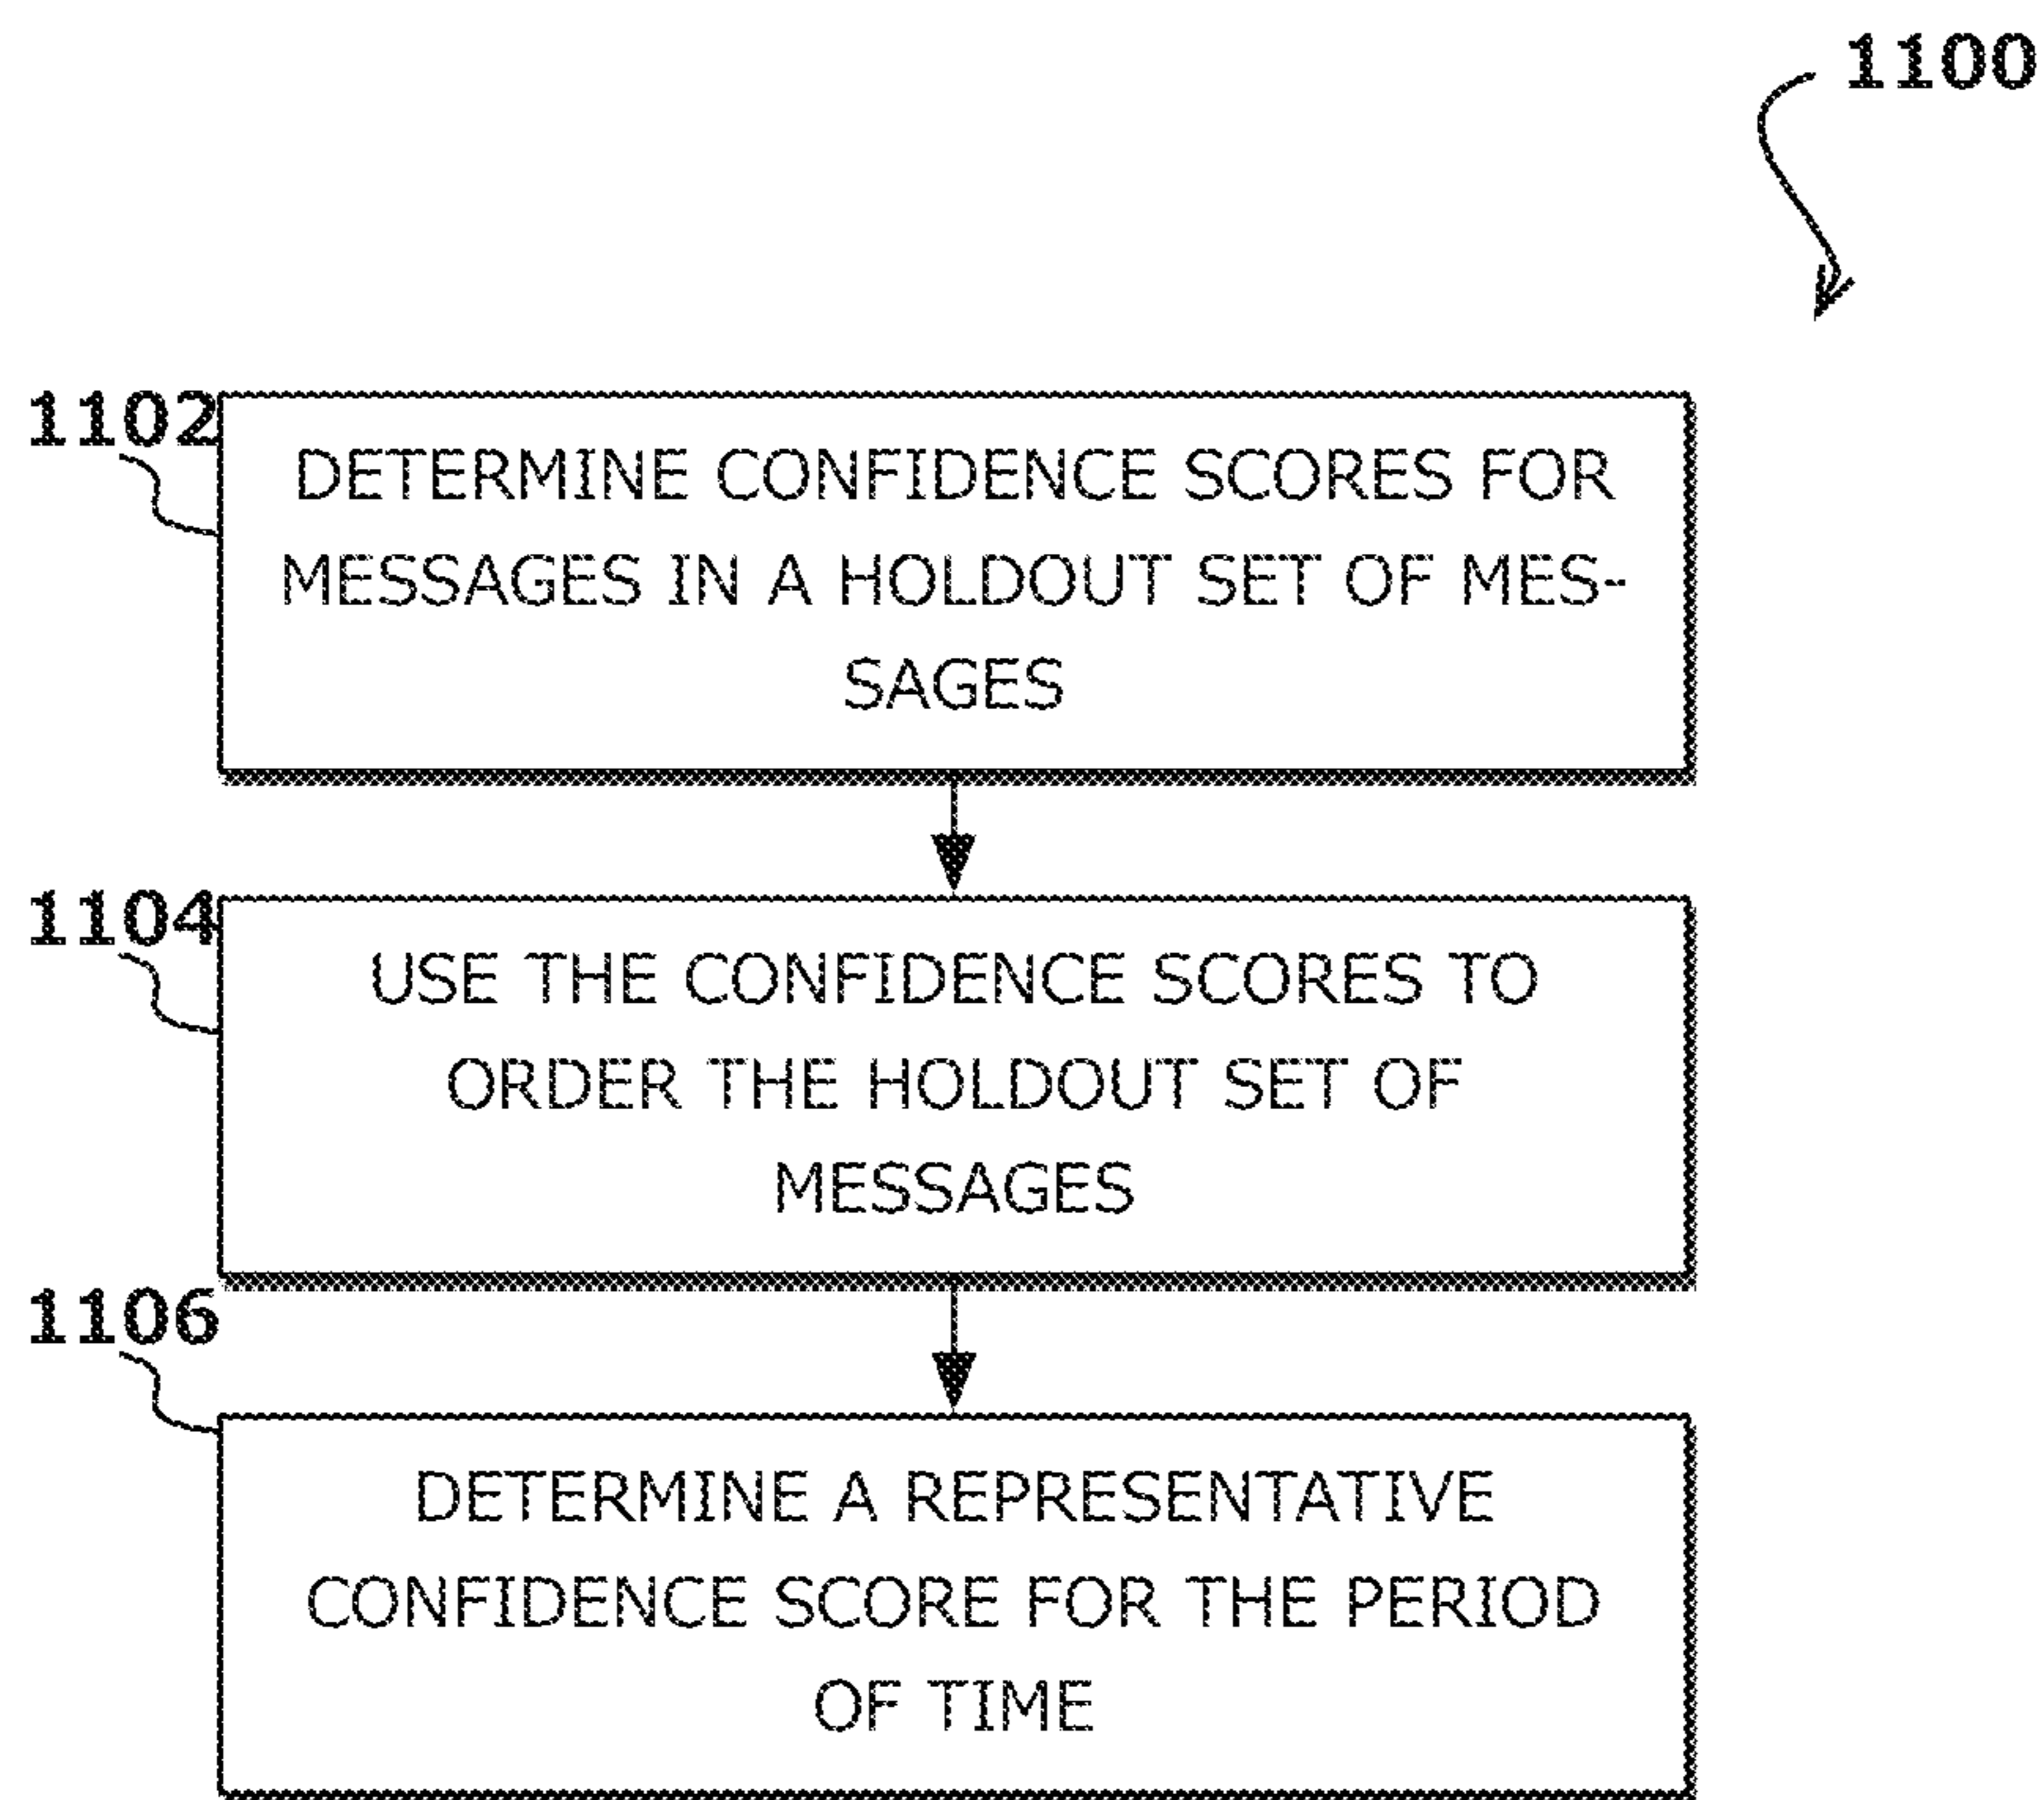 1100
1102
DETERMINE CONFIDENCE SCORES FOR
MESSAGES IN A HOLDOUT SET OF MES-
SAGES
1104
USE THE CONFIDENCE SCORES TO
ORDER THE HOLDOUT SET OF
MESSAGES
1106
DETERMINE A REPRESENTATIVE
CONFIDENCE SCORE FOR THE PERIOD
OF TIME